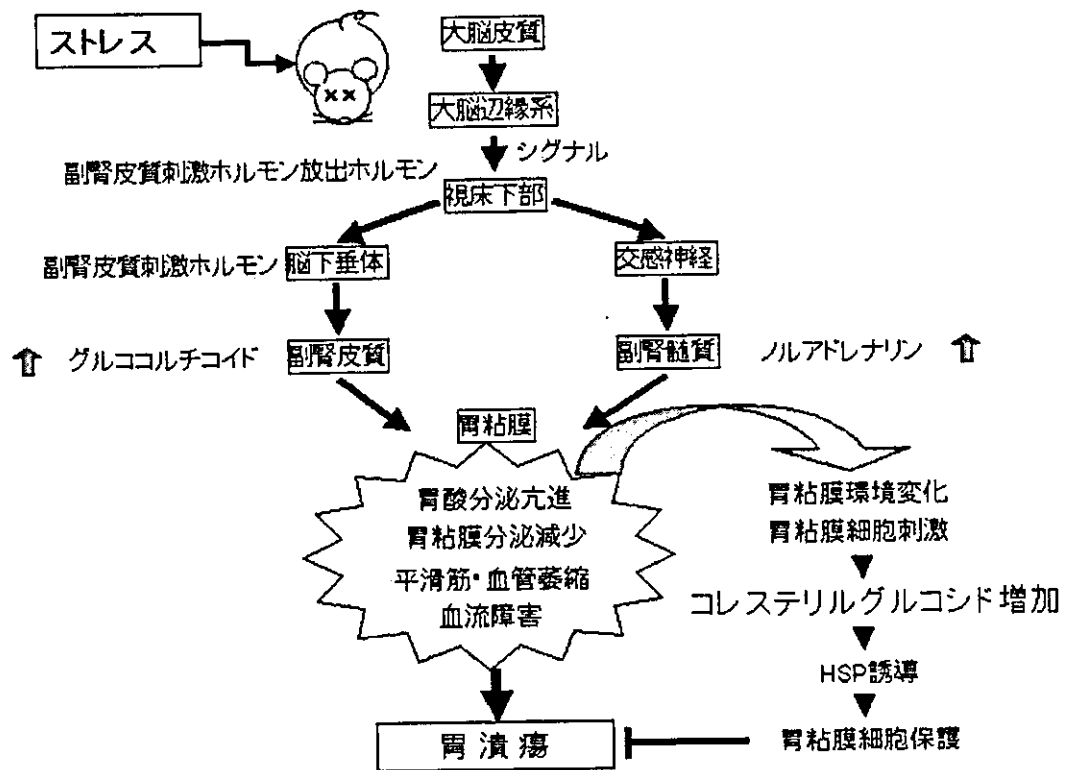 ストレス
大脳皮質
大脳辺縁系
シグナル
副腎皮質刺激ホルモン放出ホルモン
視床下部
副腎皮質刺激ホルモン
脳下垂体
交感神経
グルココルチコイド
副腎皮質
副腎髄質
ノルアドレナリン
胃粘膜
胃酸分泌亢進
胃粘膜分泌減少
平滑筋・血管萎縮
血流障害
胃粘膜環境変化
胃粘膜細胞刺激
コレステリルグルコシド増加
HSP誘導
胃潰瘍
胃粘膜細胞保護